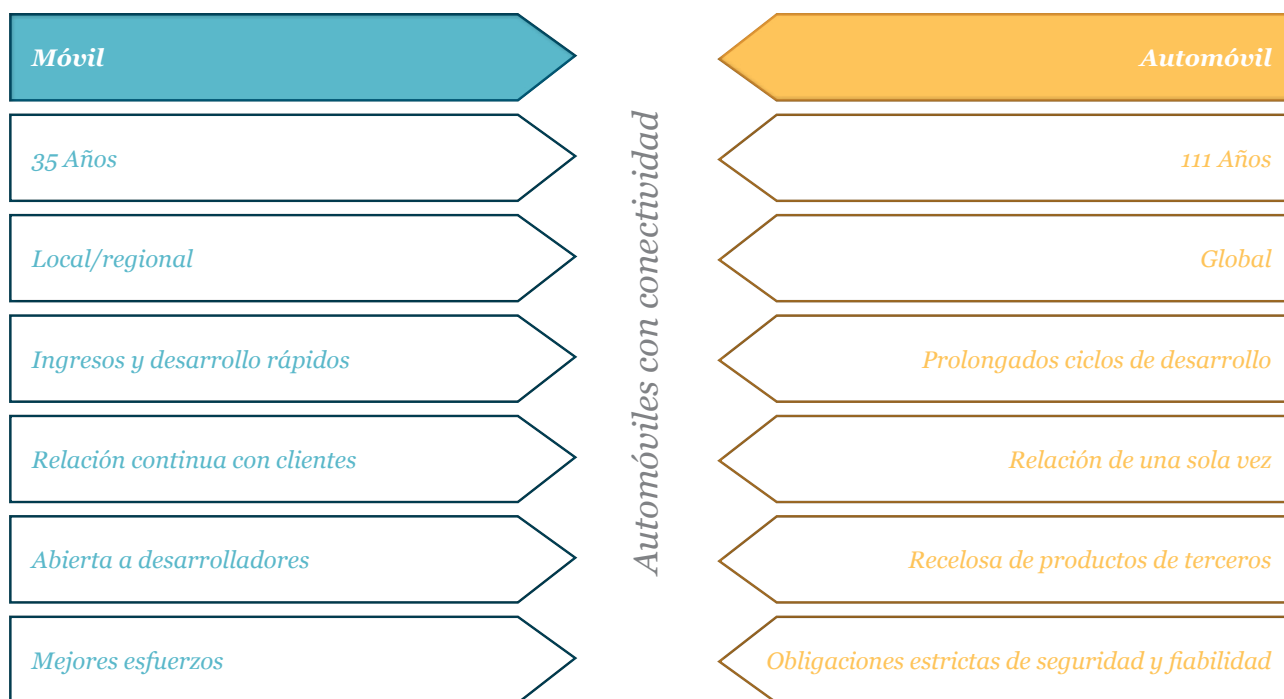 Móvil
Automóvil
35 Años
111 Años
Local/regional
Global
Ingresos y desarrollo rápidos
Prolongados ciclos de desarrollo
Relación continua con clientes
Relación de una sola vez
Abierta a desarrolladores
Recelosa de productos de terceros
Mejores esfuerzos
Obligaciones estrictas de seguridad y fiabilidad
Automóviles con conectividad